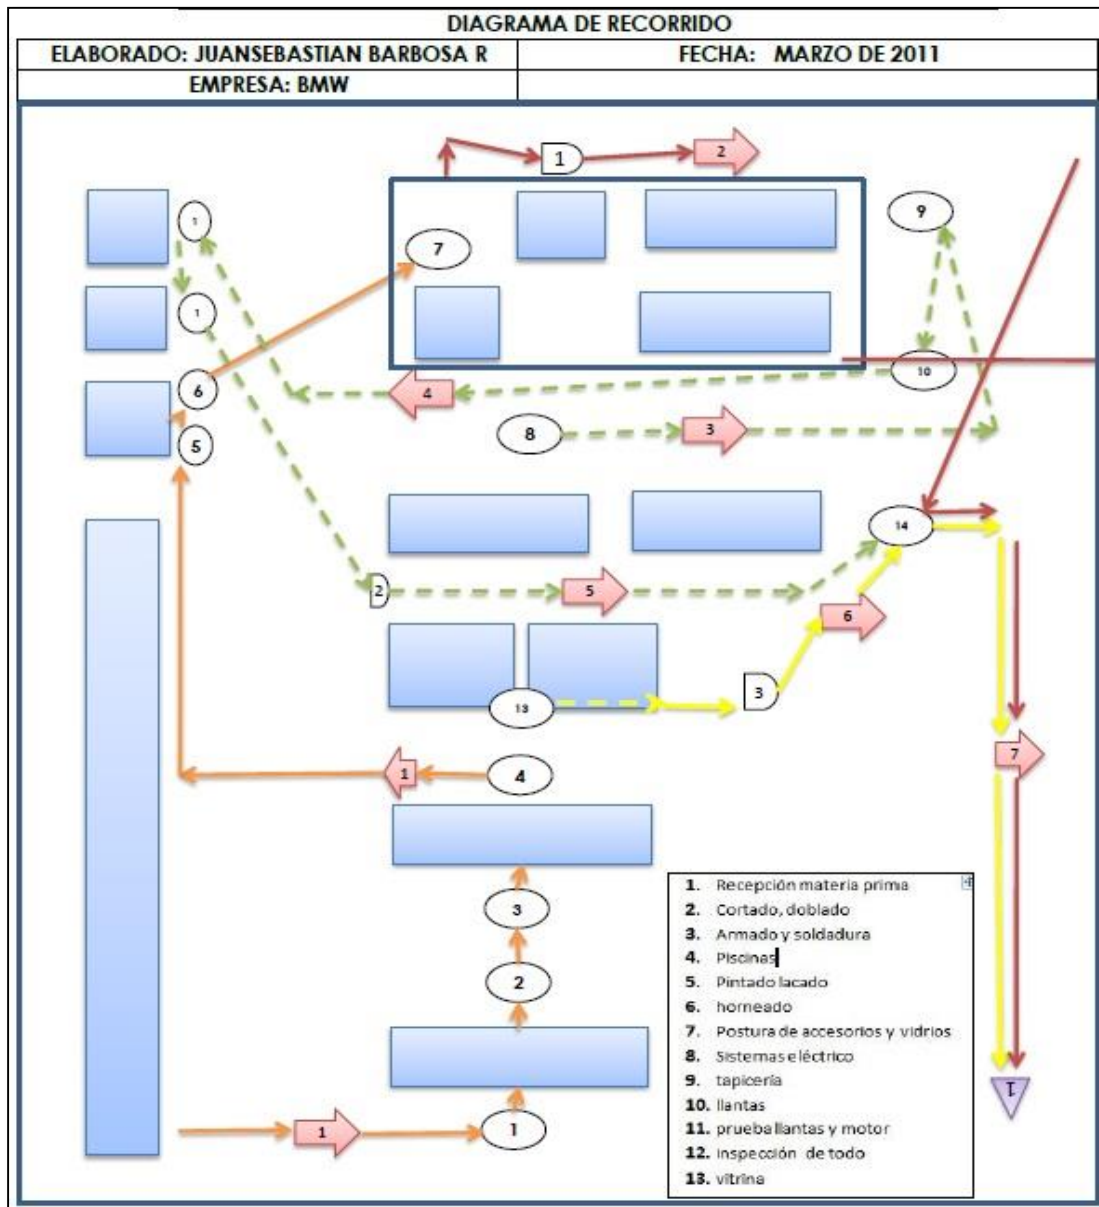 DIAGRAMA DE RECORRIDO
ELABORADO: JUANSEBASTIAN BARBOSA R
FECHA: MARZO DE 2011
EMPRESA: BMW
1
2
1
9
7
1
10
6
4
8
3
5
14
2
5
6
3
13
7
1
4
3
2
1
1
1
1. Recepción materia prima
2. Cortado, doblado
3. Armado y soldadura
4. Piscinas
5. Pintado lacado
6. horneado
7. Postura de accesorios y vidrios
8. Sistemas eléctrico
9. tapicería
10. llantas
11. prueba llantas y motor
12. inspección de todo
13. vitrina